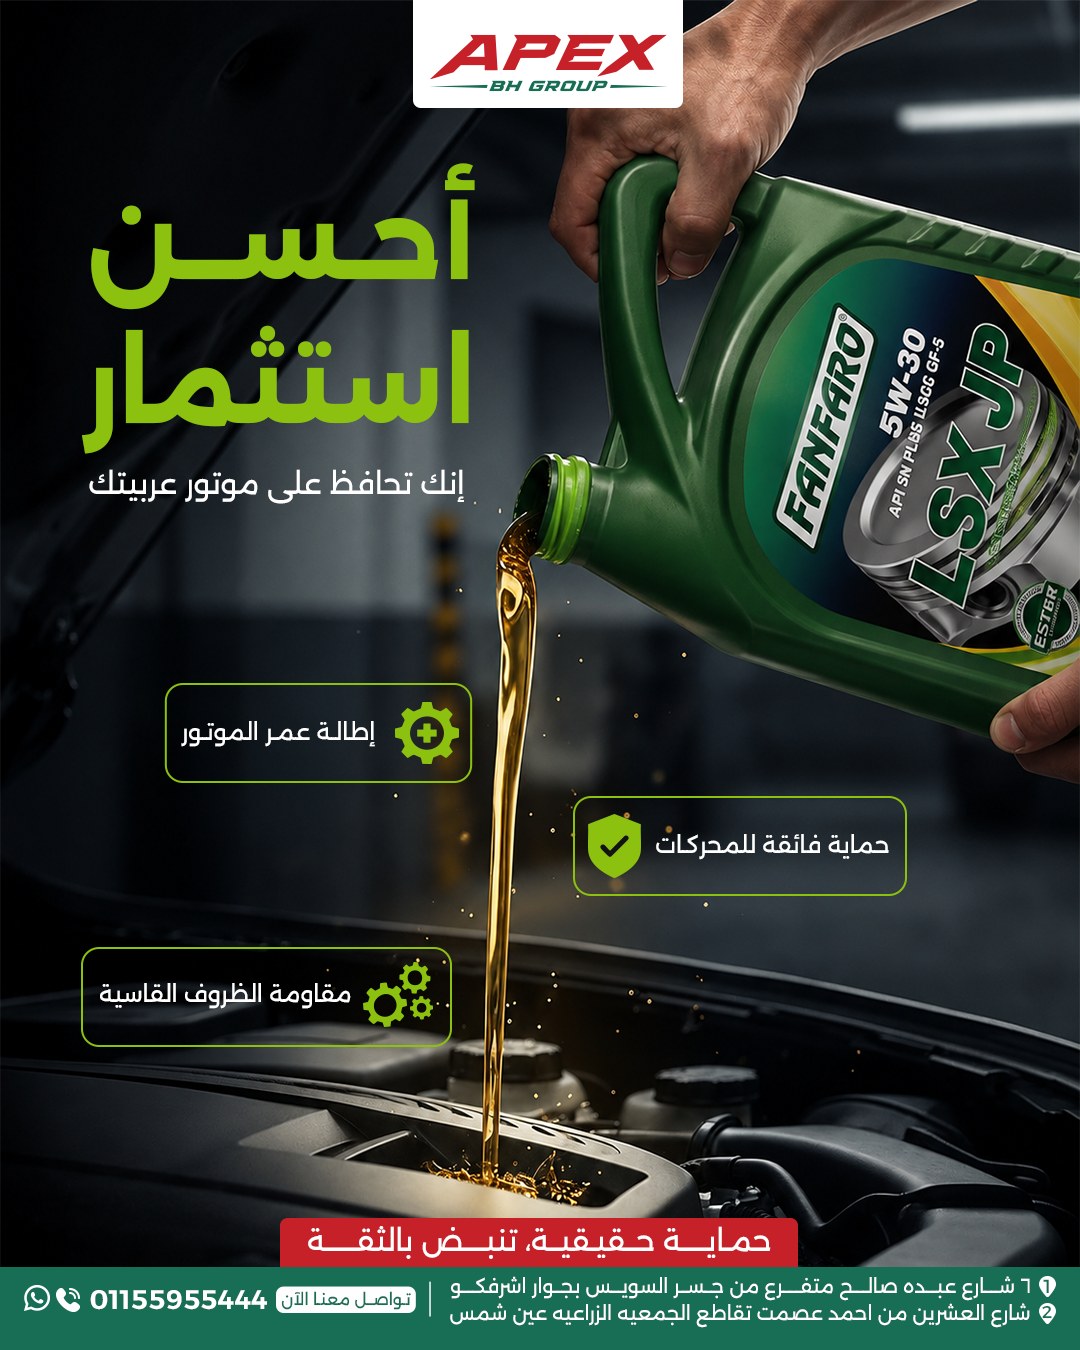 APEX
BH GROUP
أحسن
استثمار
إنك تحافظ على موتور عربيتك
FANFARO®
5W-30
API SN PLBS ILSGG GF-5
LSX JP
ESTER
إطالة عمر الموتور
حماية فائقة للمحركات
مقاومة الظروف القاسية
حماية حقيقية، تنبض بالثقة
1 ٦ شارع عبده صالح متفرع من جسر السويس بجوار اشرفكو
2 شارع العشرين من احمد عصمت تقاطع الجمعيه الزراعيه عين شمس
تواصل معنا الآن 01155955444